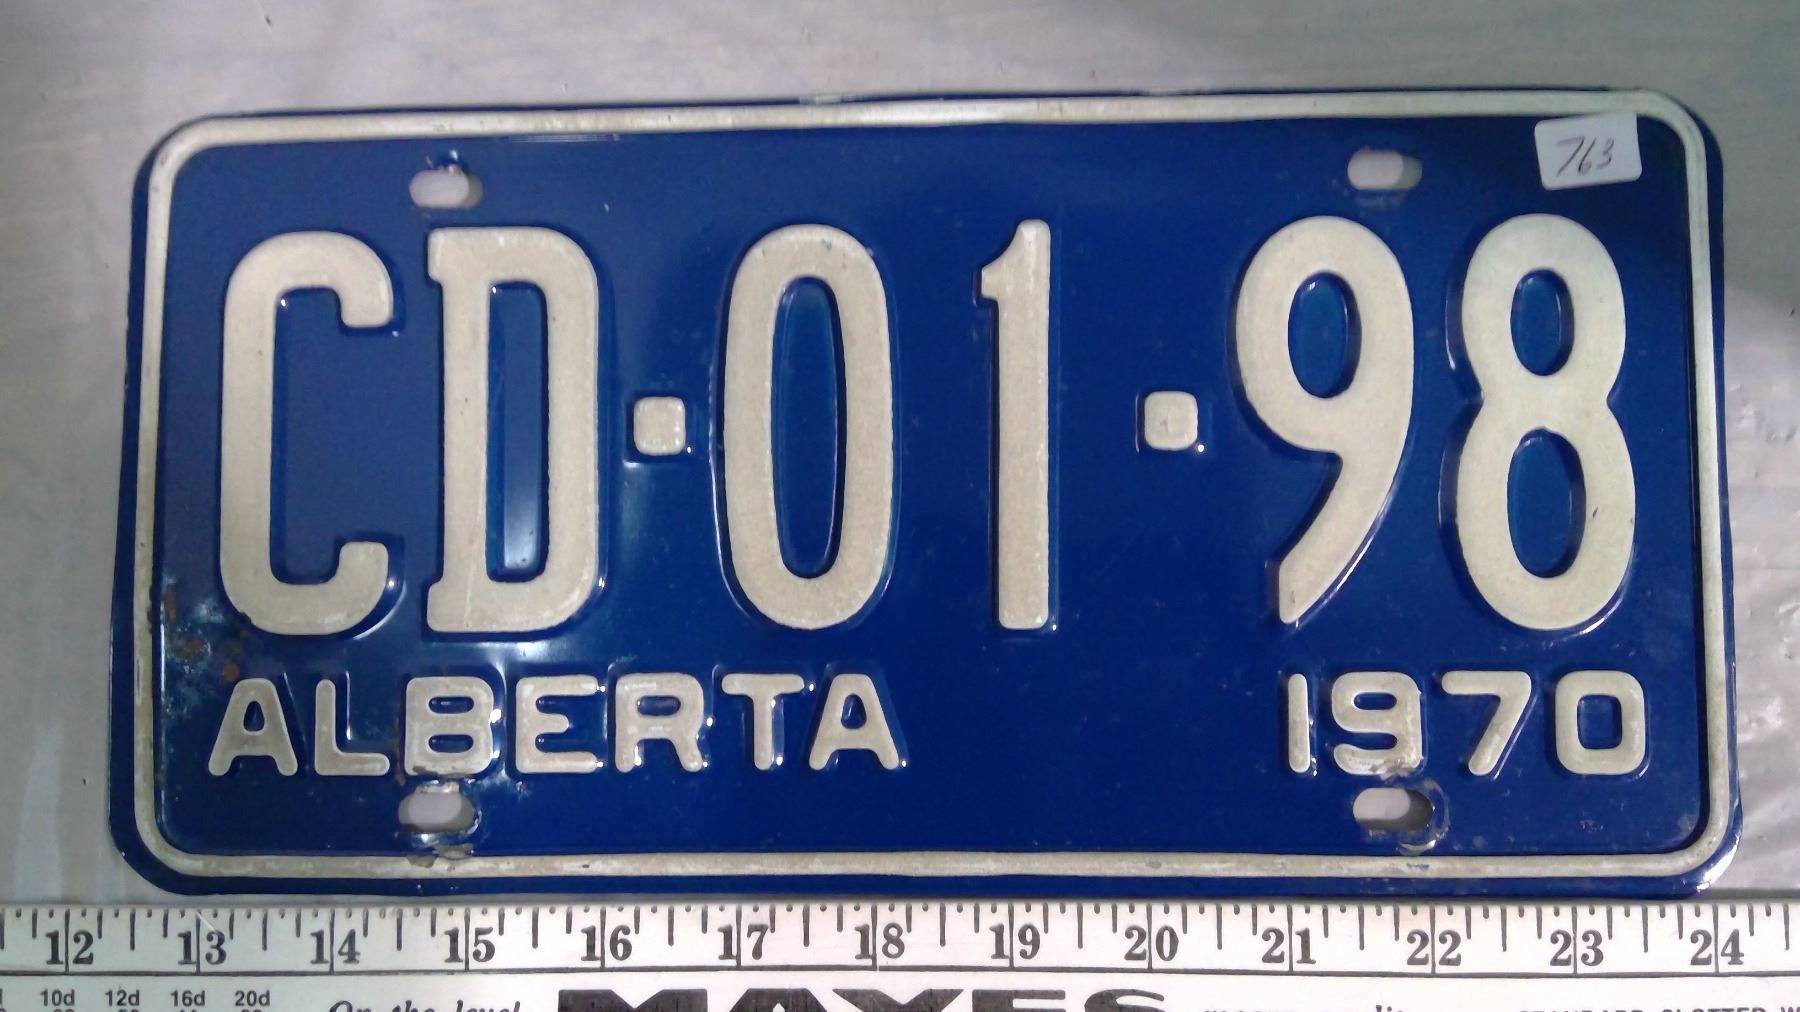 763
CD·01·98
ALBERTA 1970
12 13 14 15 16 17 18 19 20 21 22 23 24
10d 12d 16d 20d
On the level MAYES